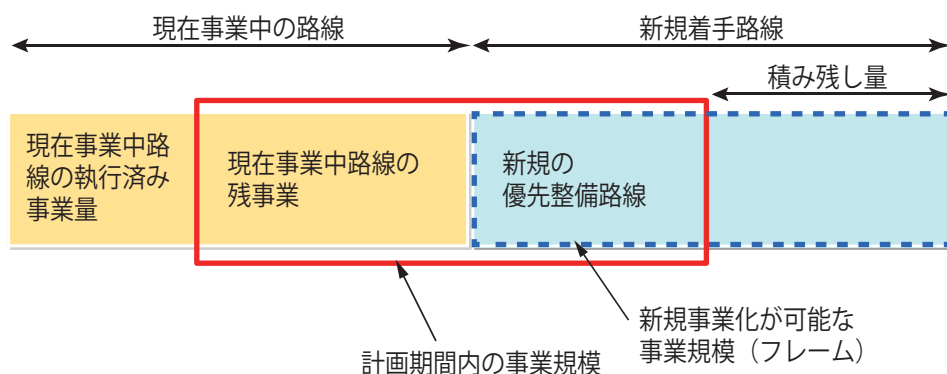 現在事業中の路線
新規着手路線
積み残し量
現在事業中路
線の執行済み
事業量
現在事業中路線の
残事業
新規の
優先整備路線
新規事業化が可能な
事業規模（フレーム）
計画期間内の事業規模